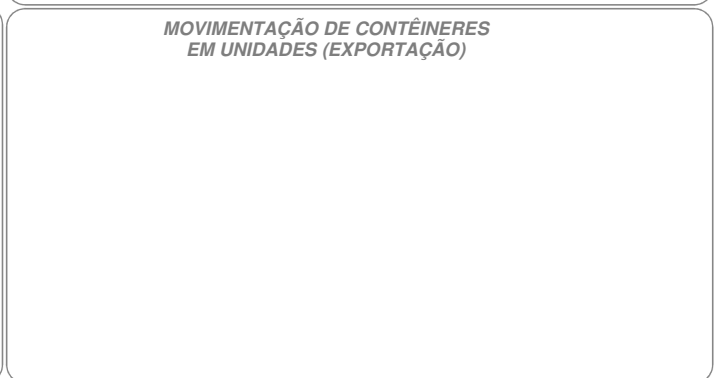 MOVIMENTAÇÃO DE CONTÊINERES
EM UNIDADES (EXPORTAÇÃO)